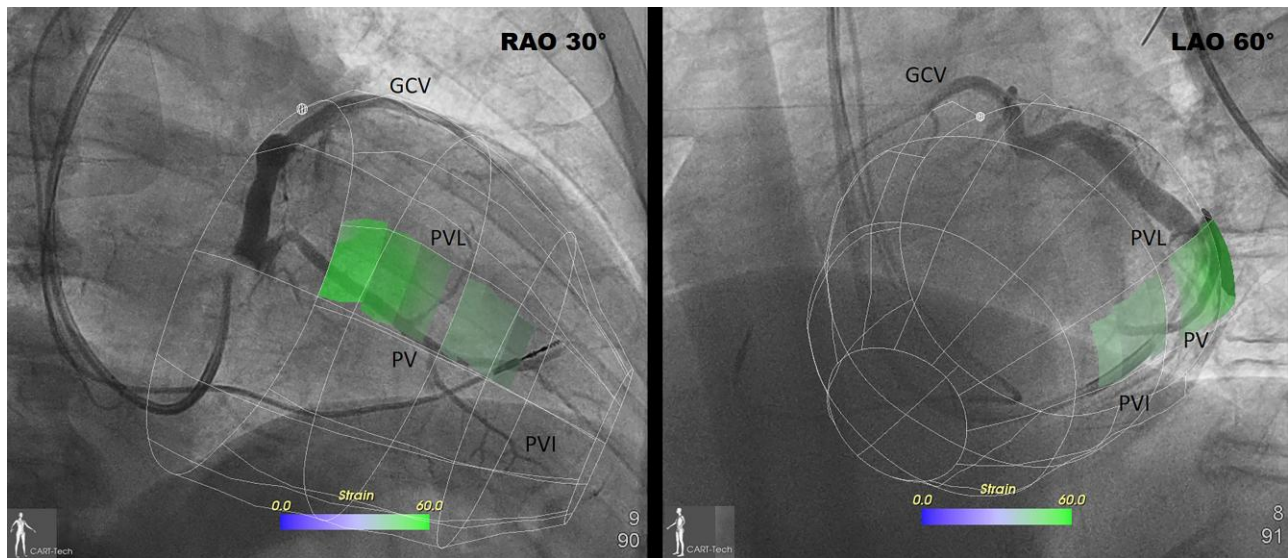 RAO 30°
GCV
PVL
PV
PVI
Strain
0.0
60.0
9
90
CART-Tech
LAO 60°
GCV
PVL
PV
PVI
Strain
0.0
60.0
8
91
CART-Tech